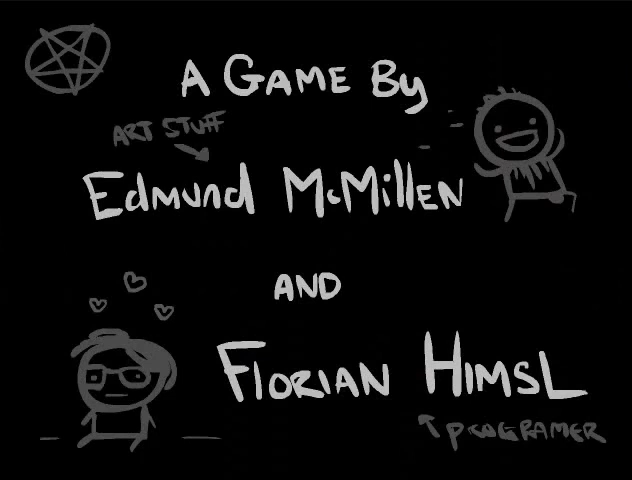 A GAME By
ART STUFF
Edmund McMillEN
AND
FloRIAN HIMSL
PROGRAMER